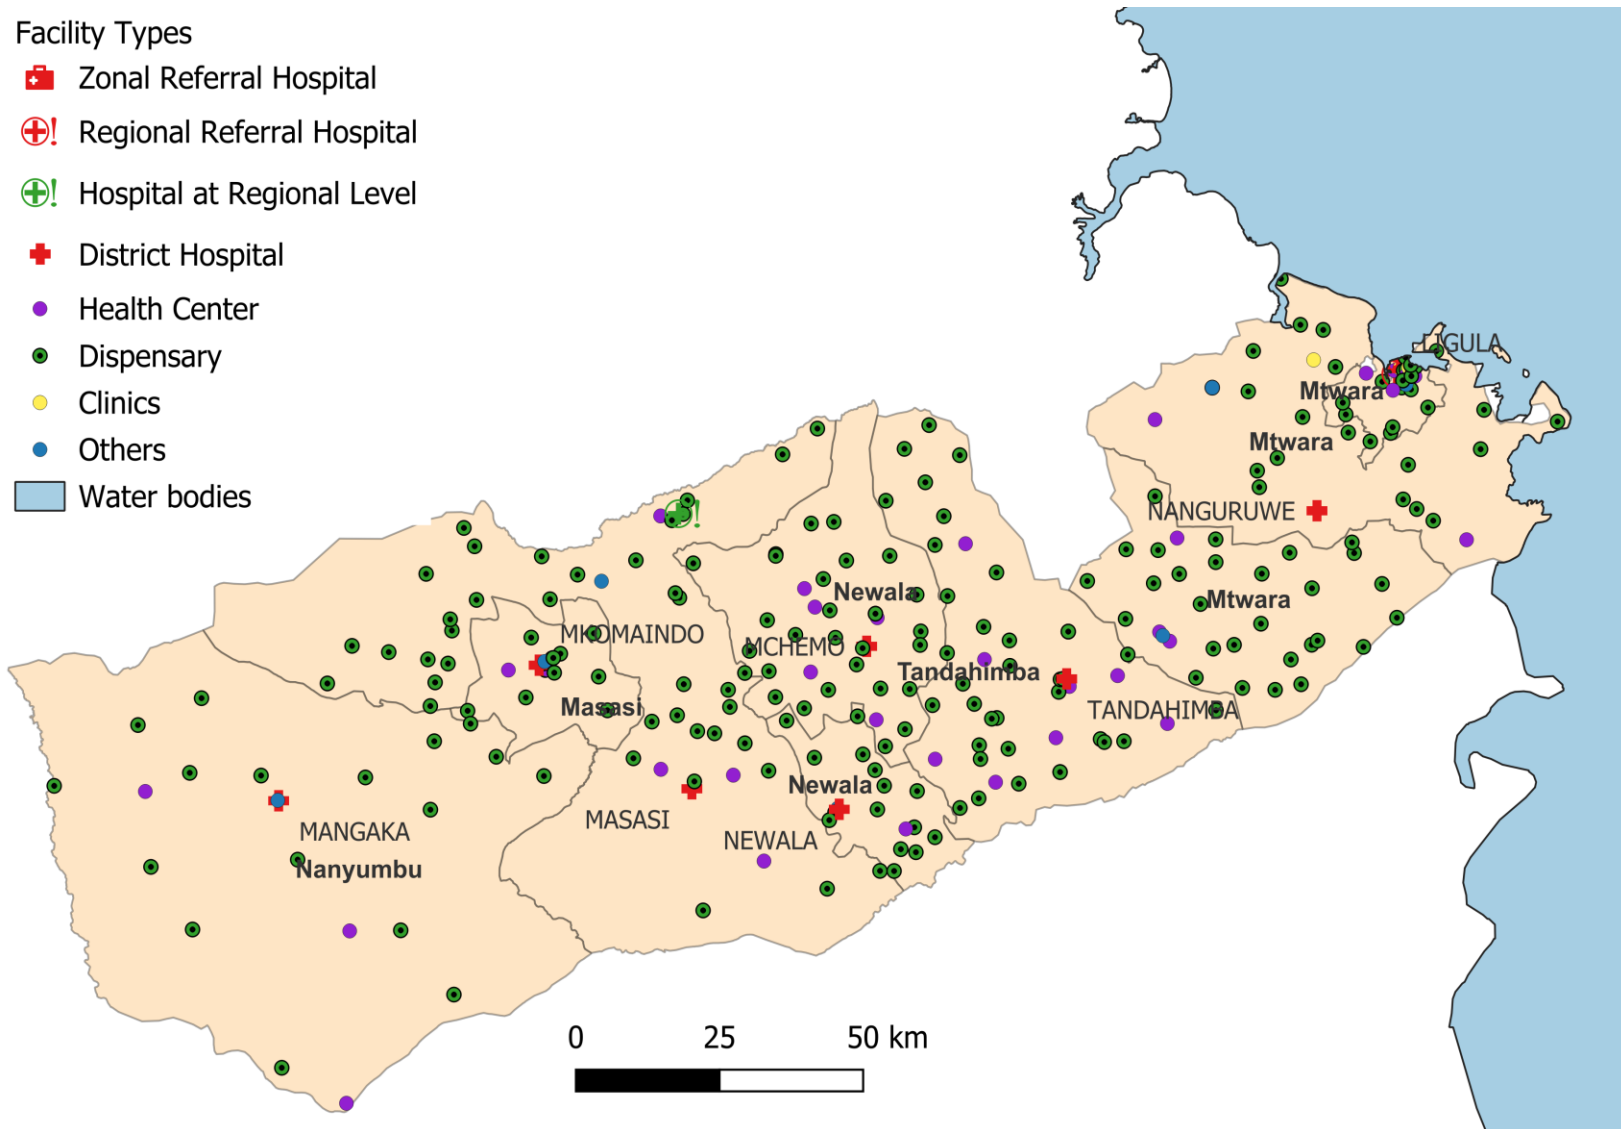 Facility Types
Zonal Referral Hospital
Regional Referral Hospital
Hospital at Regional Level
District Hospital
Health Center
Dispensary
Clinics
Others
Water bodies
LIGULA
Mtwara
Mtwara
NANGURUWE
Newala
Mtwara
MKOMAINDO
MCHEMO
Tandahimba
Masasi
TANDAHIMBA
Newala
MASASI
MANGAKA
NEWALA
Nanyumbu
0 25 50 km